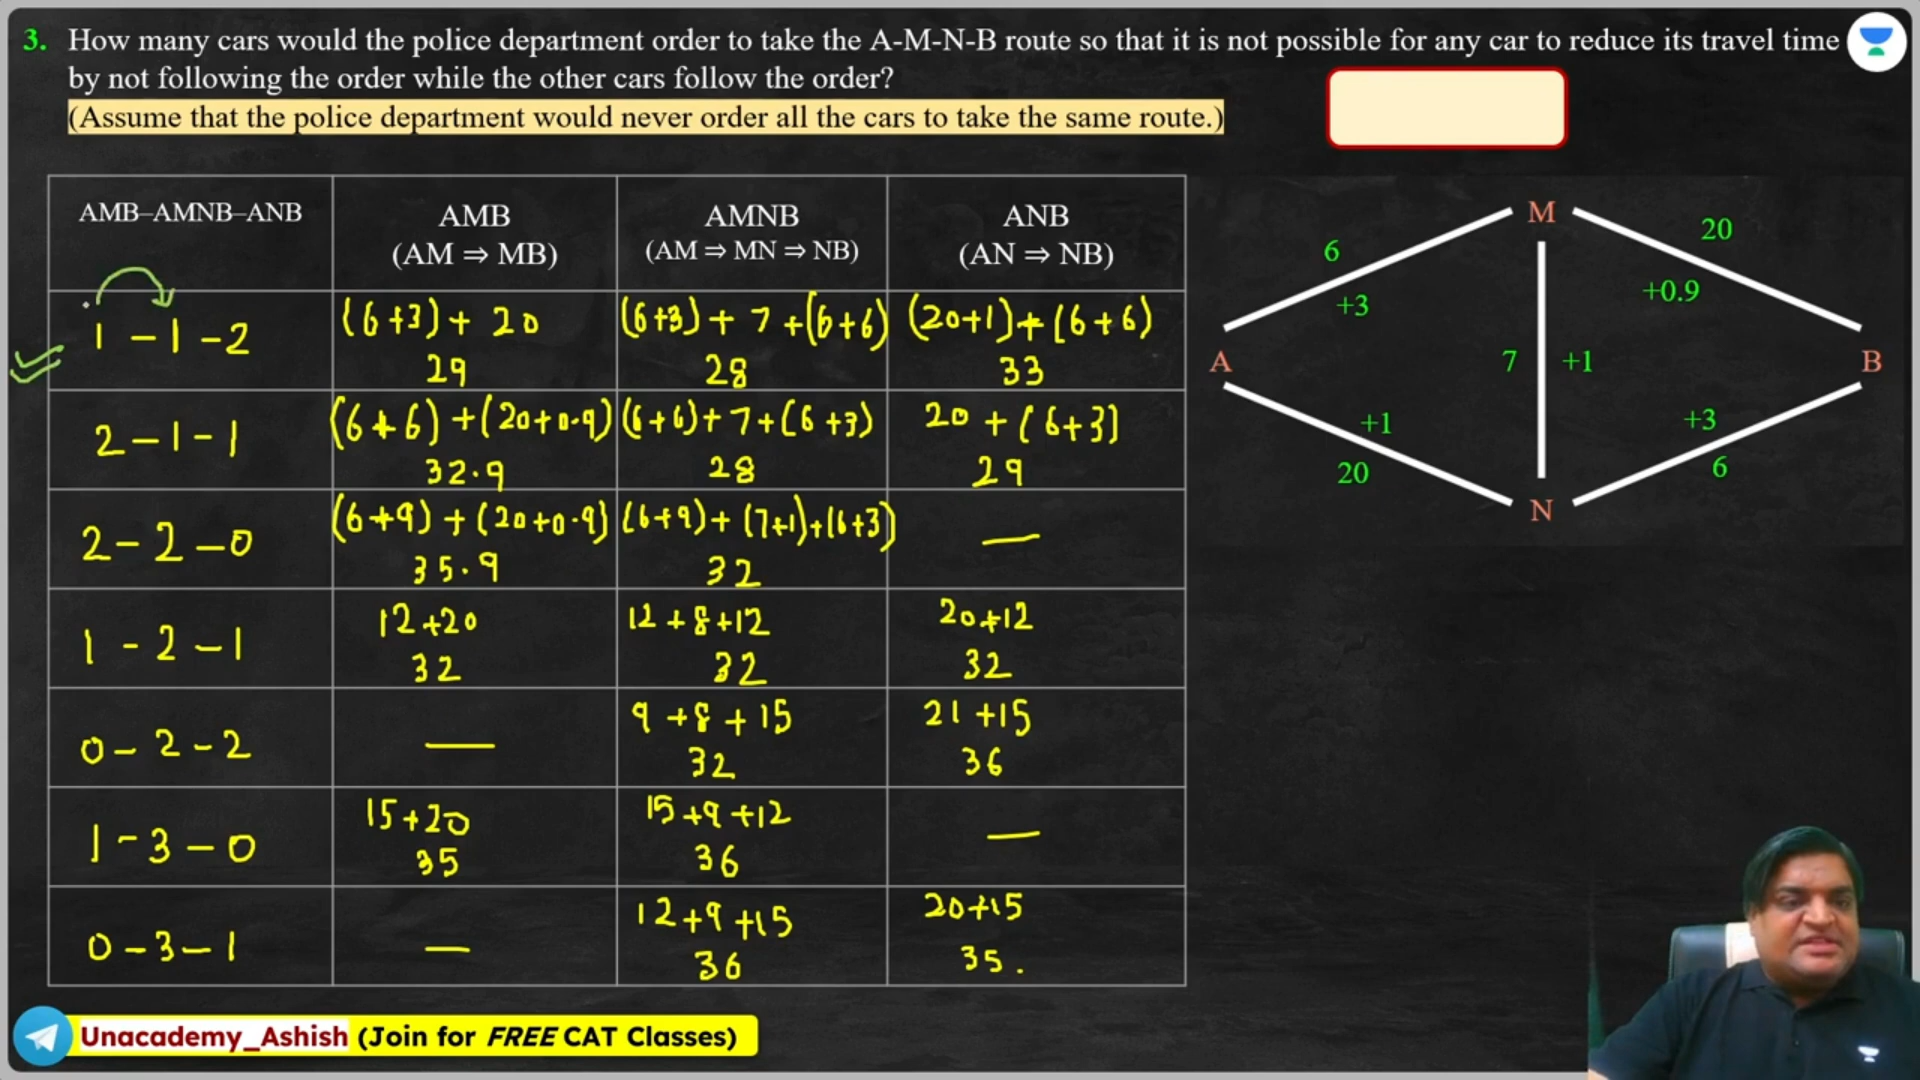 3. How many cars would the police department order to take the A-M-N-B route so that it is not possible for any car to reduce its travel time
by not following the order while the other cars follow the order?
(Assume that the police department would never order all the cars to take the same route.)
AMB–AMNB–ANB
AMB
(AM ⇒ MB)
AMNB
(AM ⇒ MN ⇒ NB)
ANB
(AN ⇒ NB)
1 - 1 - 2
(6+3) + 20
29
(6+3) + 7 + (6+6)
28
(20+1) + (6+6)
33
2 - 1 - 1
(6+6) + (20+0.9)
32.9
(6+6) + 7 + (6+3)
28
20 + (6+3)
29
2 - 2 - 0
(6+9) + (20+0.9)
35.9
(6+9) + (7+1) + (6+3)
32
—
1 - 2 - 1
12+20
32
12+8+12
32
20+12
32
0 - 2 - 2
—
9+8+15
32
21+15
36
1 - 3 - 0
15+20
35
15+9+12
36
—
0 - 3 - 1
—
12+9+15
36
20+15
35.
M
6
20
+3
+0.9
A
7
+1
B
+1
+3
20
6
N
Unacademy_Ashish (Join for FREE CAT Classes)